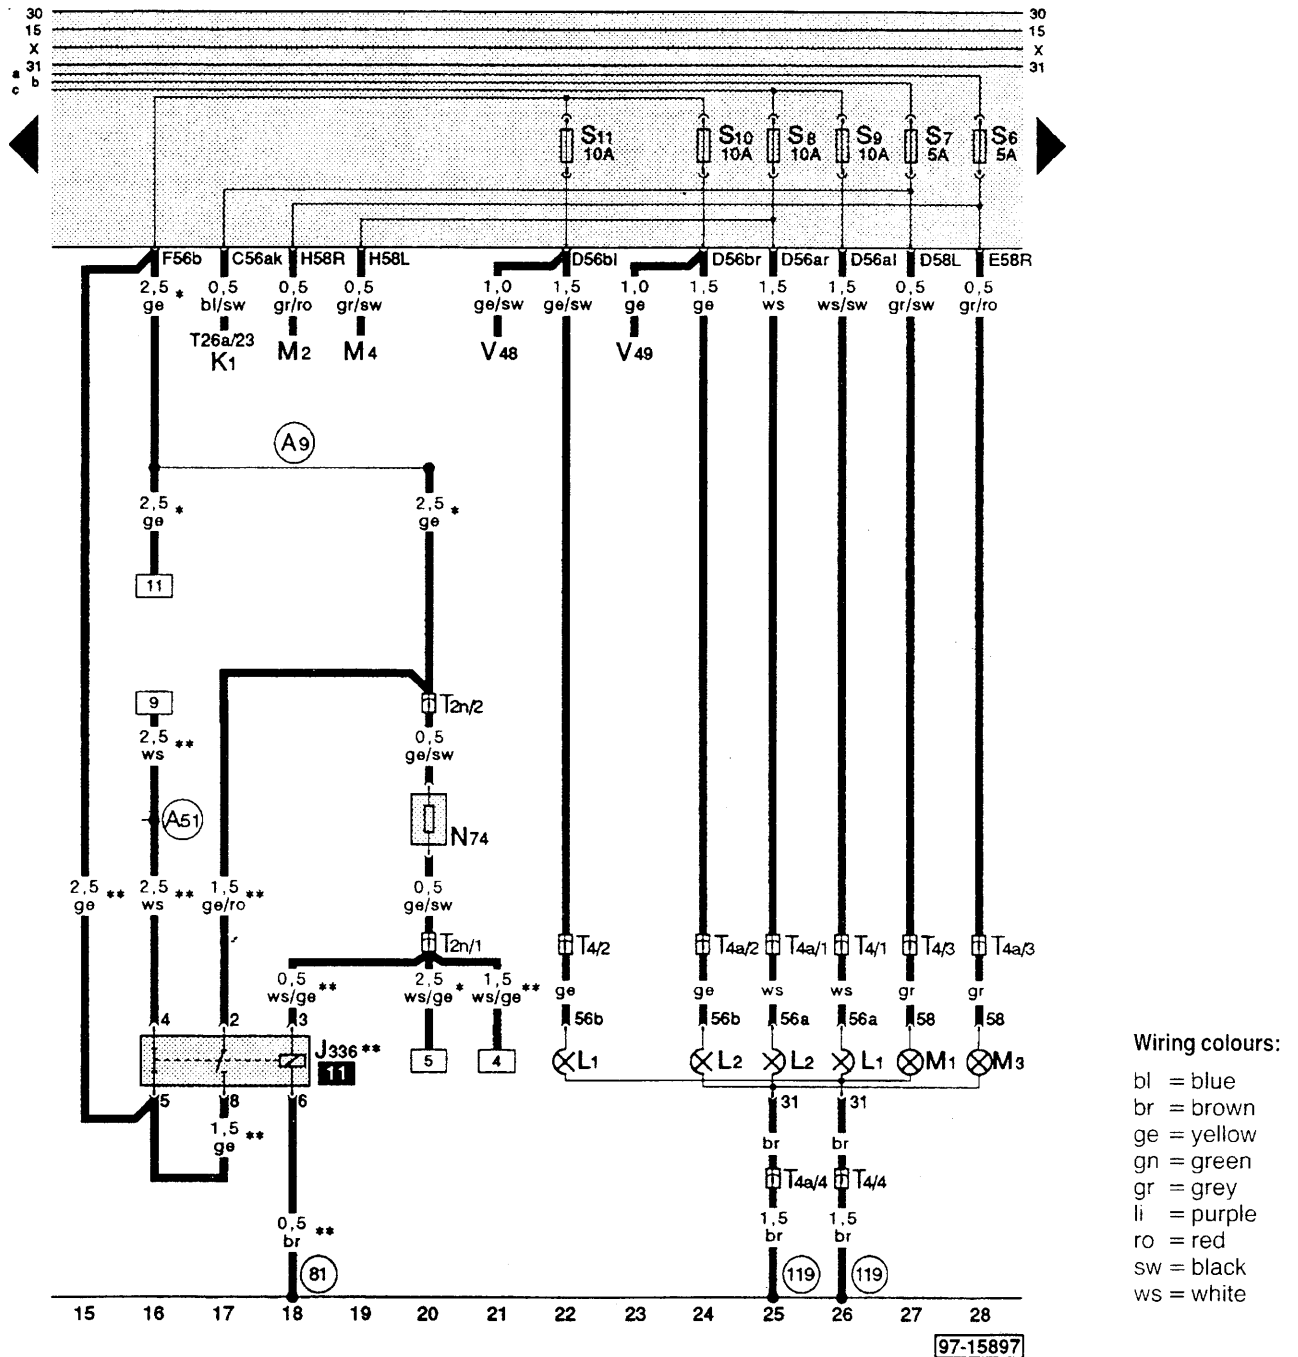 30 30
15 15
X X
31 31
a
b
c
S11 10A S10 10A S8 10A S9 10A S7 5A S6 5A
F56b C56ak H58R H58L D56bl D56br D56ar D56al D58L E58R
2,5 ge * 0,5 bl/sw 0,5 gr/ro 0,5 gr/sw 1,0 ge/sw 1,5 ge/sw 1,0 ge 1,5 ge 1,5 ws 1,5 ws/sw 0,5 gr/sw 0,5 gr/ro
T26a/23
K1 M2 M4 V48 V49
A9
2,5 ge * 2,5 ge *
11
9 T2n/2
2,5 ws ** 0,5 ge/sw
A51 N74
2,5 ge ** 2,5 ws ** 1,5 ge/ro ** 0,5 ge/sw
T2n/1 T4/2 T4a/2 T4a/1 T4/1 T4/3 T4a/3
0,5 ws/ge ** 2,5 ws/ge * 1,5 ws/ge ** ge ge ws ws gr gr
4 2 3 56b 56b 56a 56a 58 58
J336 ** 5 4 L1 L2 L2 L1 M1 M3
11
5 8 6 31 31
1,5 ge ** br br
T4a/4 T4/4
0,5 br ** 1,5 br 1,5 br
81 119 119
15 16 17 18 19 20 21 22 23 24 25 26 27 28
97-15897
Wiring colours:
bl = blue
br = brown
ge = yellow
gn = green
gr = grey
li = purple
ro = red
sw = black
ws = white